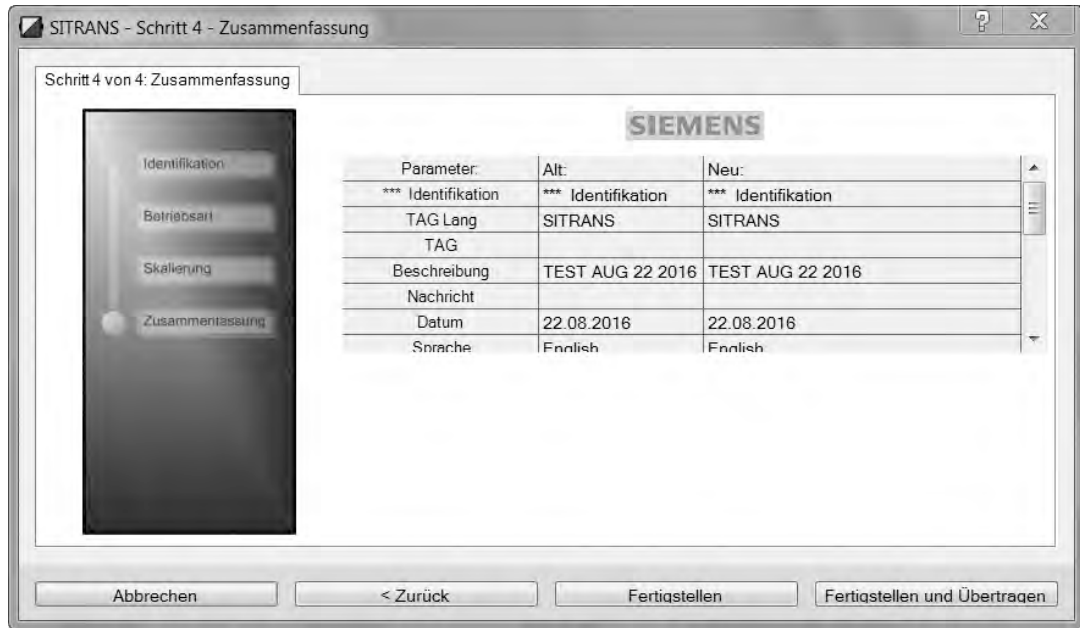 SITRANS - Schritt 4 - Zusammenfassung
Schritt 4 von 4: Zusammenfassung
Identifikation
Betriebsart
Skalierung
Zusammenfassung
SIEMENS
Parameter: Alt: Neu:
*** Identifikation *** Identifikation *** Identifikation
TAG Lang SITRANS SITRANS
TAG
Beschreibung TEST AUG 22 2016 TEST AUG 22 2016
Nachricht
Datum 22.08.2016 22.08.2016
Sprache English English
Abbrechen < Zurück Fertigstellen Fertigstellen und Übertragen